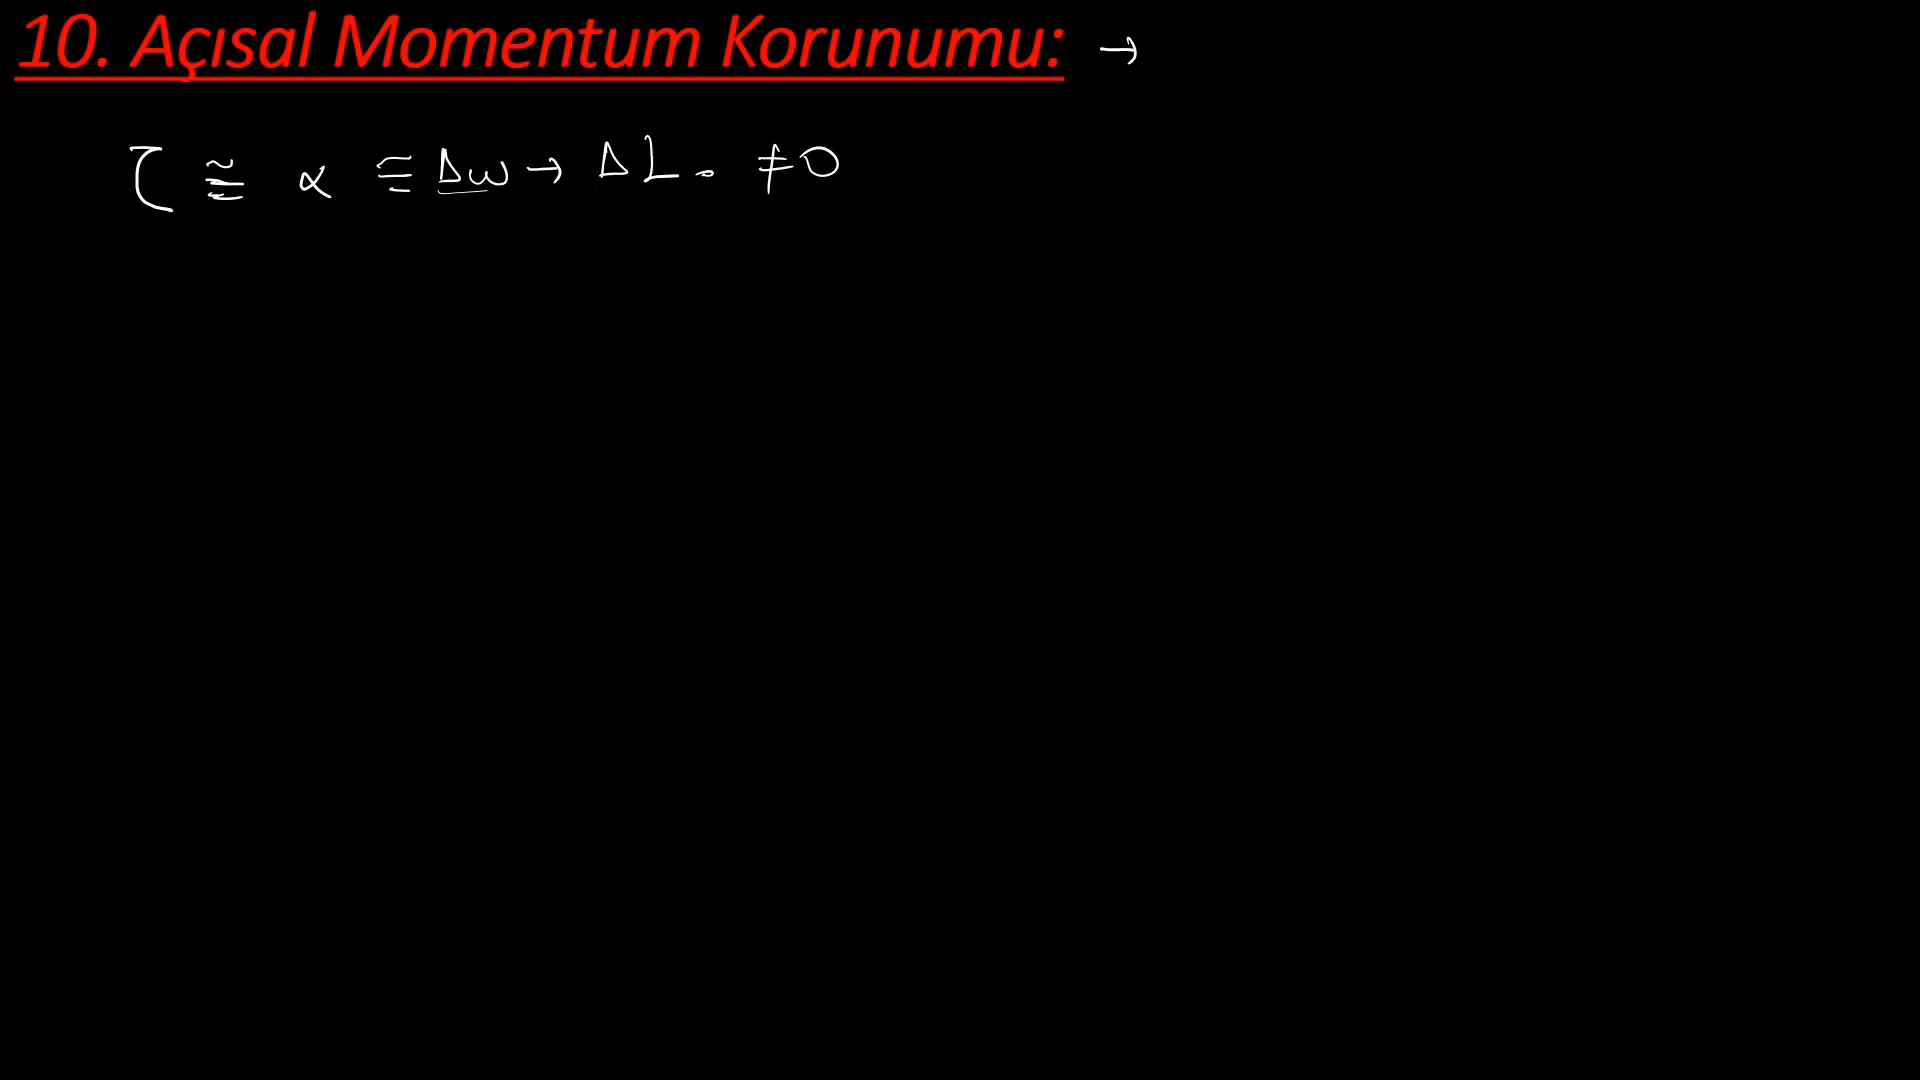 10. Açısal Momentum Korunumu: →
τ ≅ α ≅ Δω → ΔL. ≠0